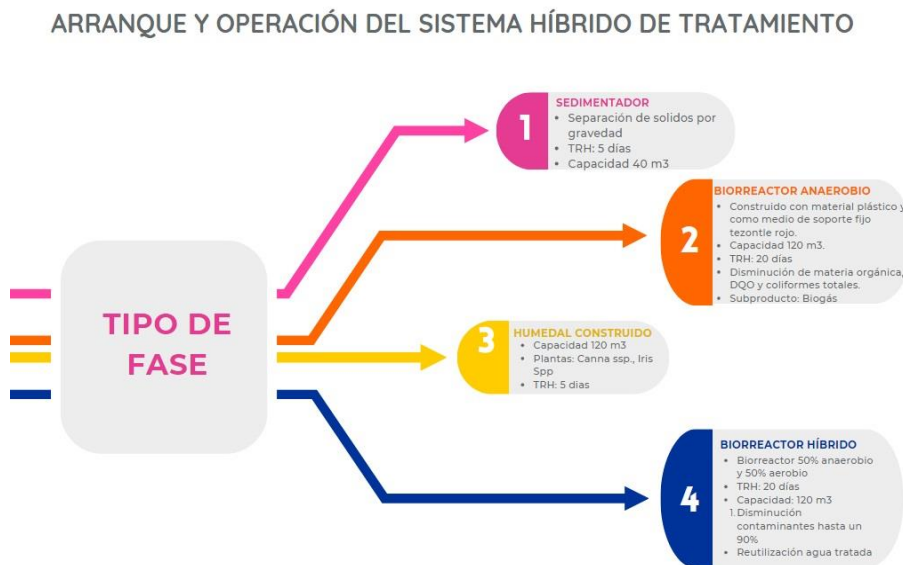 ARRANQUE Y OPERACIÓN DEL SISTEMA HÍBRIDO DE TRATAMIENTO
TIPO DE
FASE
1
SEDIMENTADOR
• Separación de solidos por
gravedad
• TRH: 5 días
• Capacidad 40 m3
2
BIORREACTOR ANAEROBIO
• Construido con material plástico y
como medio de soporte fijo
tezontle rojo.
• Capacidad 120 m3.
• TRH: 20 días
• Disminución de materia orgánica,
DQO y coliformes totales.
• Subproducto: Biogás
3
HUMEDAL CONSTRUIDO
• Capacidad 120 m3
• Plantas: Canna ssp., Iris
Spp
• TRH: 5 dias
4
BIORREACTOR HÍBRIDO
• Biorreactor 50% anaerobio
y 50% aerobio
• TRH: 20 días
• Capacidad: 120 m3
1. Disminución
contaminantes hasta un
90%
• Reutilización agua tratada